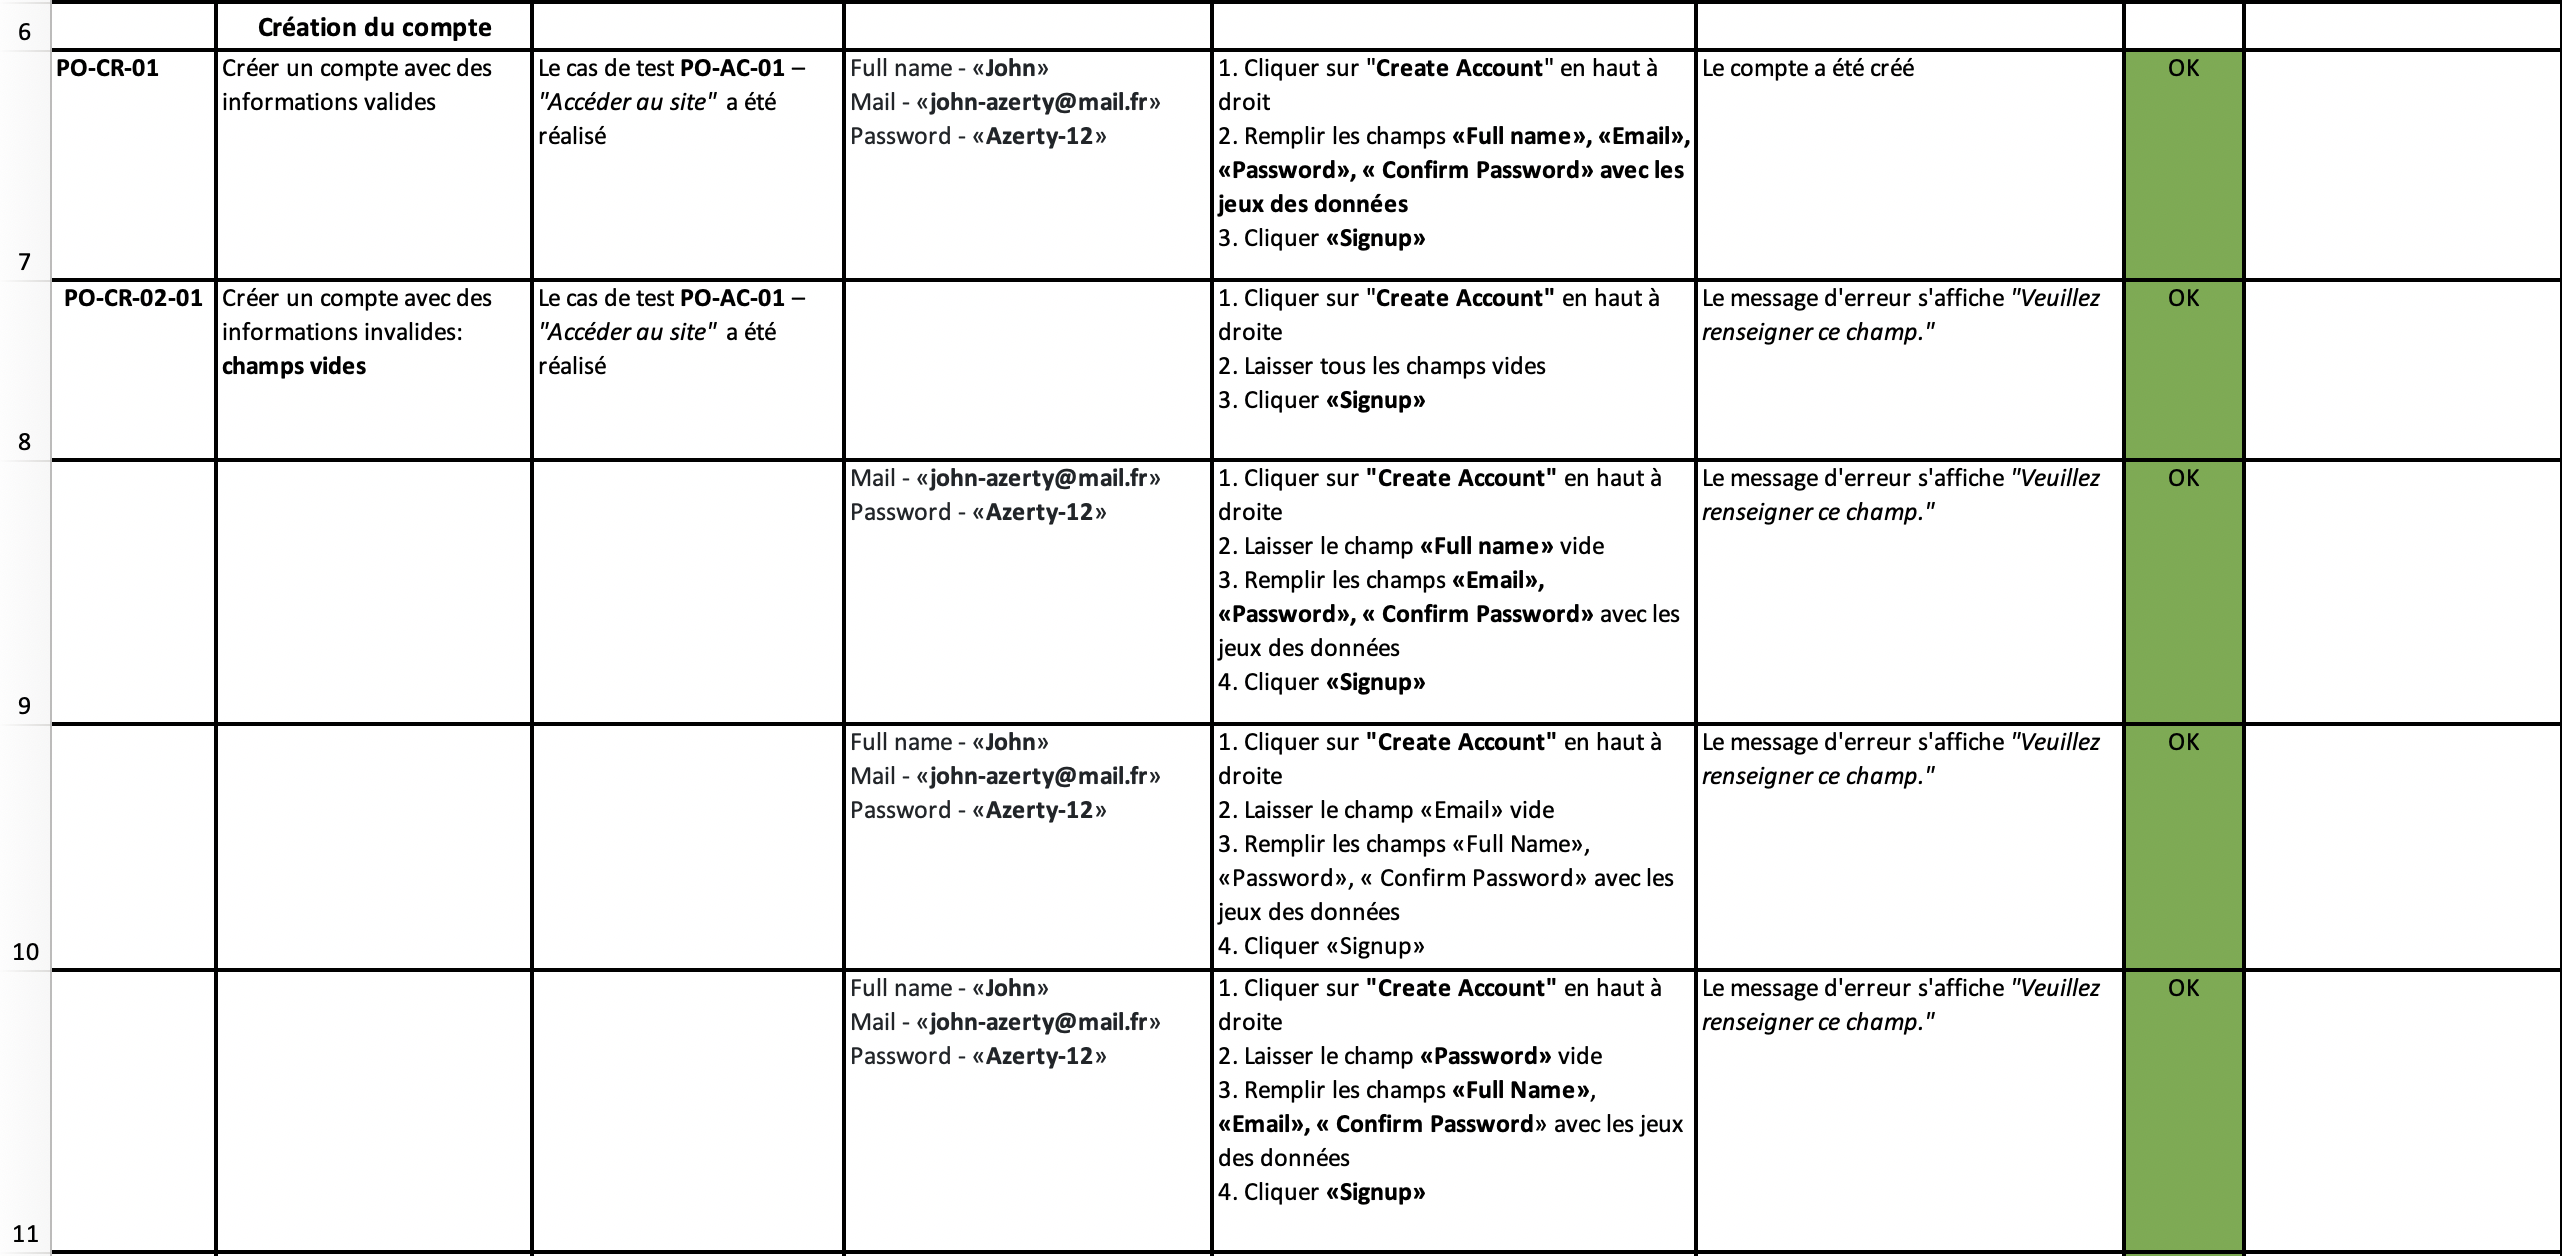 6
Création du compte
PO-CR-01
Créer un compte avec des
informations valides
Le cas de test PO-AC-01 –
"Accéder au site" a été
réalisé
Full name - «John»
Mail - «john-azerty@mail.fr»
Password - «Azerty-12»
1. Cliquer sur "Create Account" en haut à
droit
2. Remplir les champs «Full name», «Email»,
«Password», « Confirm Password» avec les
jeux des données
3. Cliquer «Signup»
Le compte a été créé
OK
7
PO-CR-02-01
Créer un compte avec des
informations invalides:
champs vides
Le cas de test PO-AC-01 –
"Accéder au site" a été
réalisé
1. Cliquer sur "Create Account" en haut à
droite
2. Laisser tous les champs vides
3. Cliquer «Signup»
Le message d'erreur s'affiche "Veuillez
renseigner ce champ."
OK
8
Mail - «john-azerty@mail.fr»
Password - «Azerty-12»
1. Cliquer sur "Create Account" en haut à
droite
2. Laisser le champ «Full name» vide
3. Remplir les champs «Email»,
«Password», « Confirm Password» avec les
jeux des données
4. Cliquer «Signup»
Le message d'erreur s'affiche "Veuillez
renseigner ce champ."
OK
9
Full name - «John»
Mail - «john-azerty@mail.fr»
Password - «Azerty-12»
1. Cliquer sur "Create Account" en haut à
droite
2. Laisser le champ «Email» vide
3. Remplir les champs «Full Name»,
«Password», « Confirm Password» avec les
jeux des données
4. Cliquer «Signup»
Le message d'erreur s'affiche "Veuillez
renseigner ce champ."
OK
10
Full name - «John»
Mail - «john-azerty@mail.fr»
Password - «Azerty-12»
1. Cliquer sur "Create Account" en haut à
droite
2. Laisser le champ «Password» vide
3. Remplir les champs «Full Name»,
«Email», « Confirm Password» avec les jeux
des données
4. Cliquer «Signup»
Le message d'erreur s'affiche "Veuillez
renseigner ce champ."
OK
11